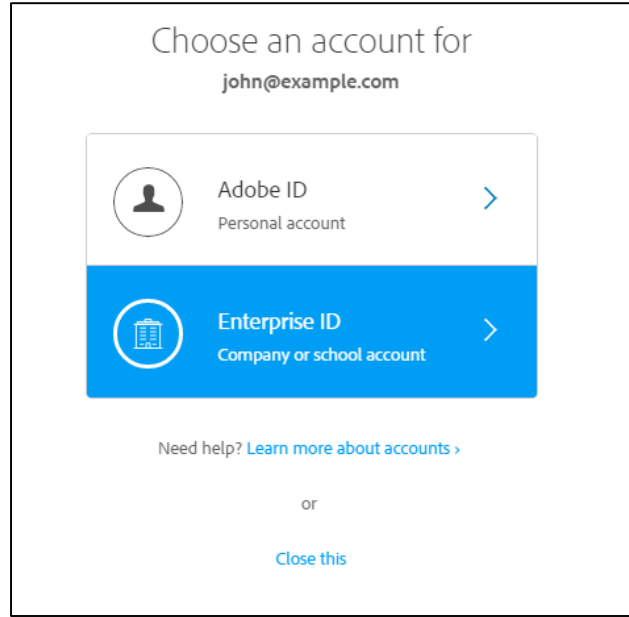 Choose an account for
john@example.com
Adobe ID
Personal account
Enterprise ID
Company or school account
Need help? Learn more about accounts ›
or
Close this